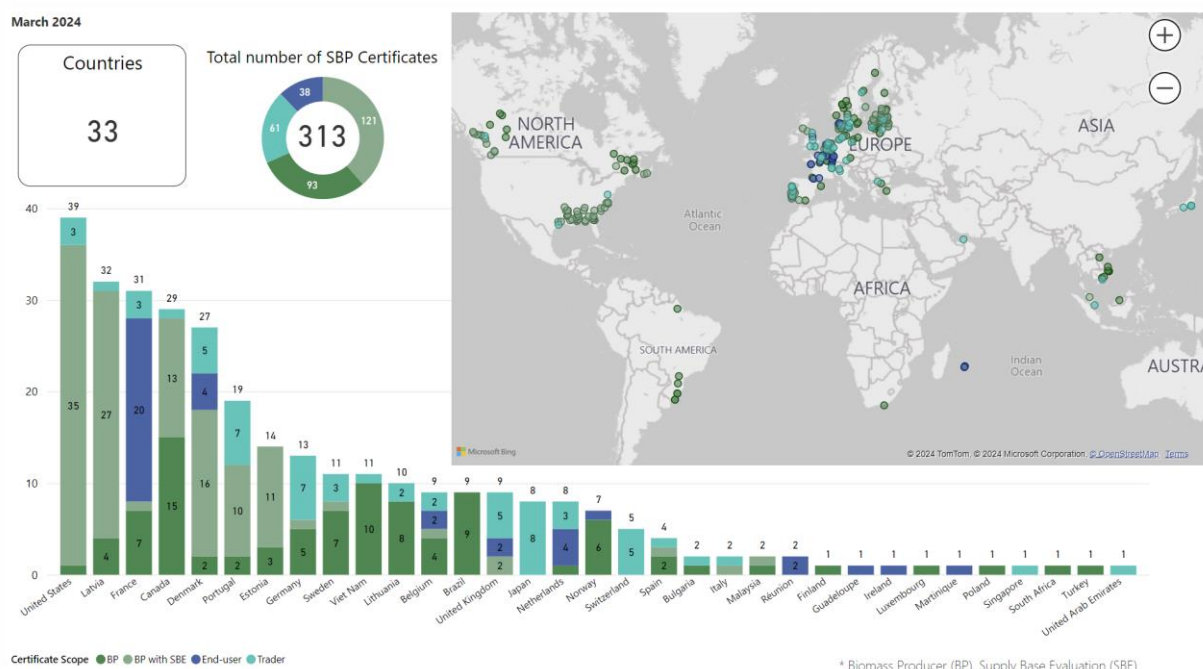 March 2024
Countries
33
Total number of SBP Certificates
38
121
61
313
93
NORTH
AMERICA
EUROPE
ASIA
Atlantic
Ocean
AFRICA
SOUTH AMERICA
Indian
Ocean
AUSTRA
Microsoft Bing
© 2024 TomTom, © 2024 Microsoft Corporation, © OpenStreetMap Terms
40
30
20
10
0
39
3
35
32
27
4
31
3
20
7
29
13
15
27
5
4
16
2
19
7
10
2
14
11
3
13
7
5
11
3
7
11
10
10
2
8
9
2
2
4
9
9
9
5
2
2
8
8
8
3
4
7
6
5
5
4
2
2
2
2
2
2
1
1
1
1
1
1
1
1
1
1
United States
Latvia
France
Canada
Denmark
Portugal
Estonia
Germany
Sweden
Viet Nam
Lithuania
Belgium
Brazil
United Kingdom
Japan
Netherlands
Norway
Switzerland
Spain
Bulgaria
Italy
Malaysia
Réunion
Finland
Guadeloupe
Ireland
Luxembourg
Martinique
Poland
Singapore
South Africa
Turkey
United Arab Emirates
Certificate Scope BP BP with SBE End-user Trader
* Biomass Producer (BP), Supply Base Evaluation (SBE)